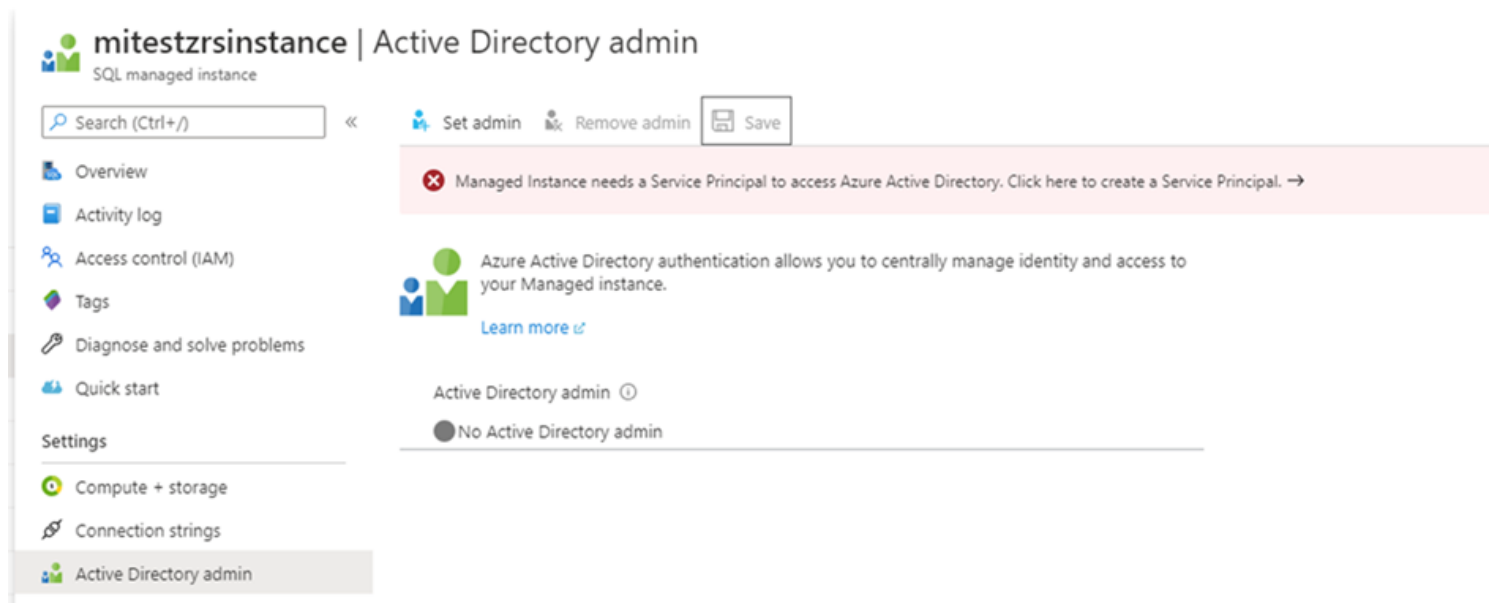 mitestzrsinstance | Active Directory admin
SQL managed instance
Search (Ctrl+/)
«
Overview
Activity log
Access control (IAM)
Tags
Diagnose and solve problems
Quick start
Settings
Compute + storage
Connection strings
Active Directory admin
Set admin Remove admin Save
Managed Instance needs a Service Principal to access Azure Active Directory. Click here to create a Service Principal. →
Azure Active Directory authentication allows you to centrally manage identity and access to
your Managed instance.
Learn more
Active Directory admin
No Active Directory admin